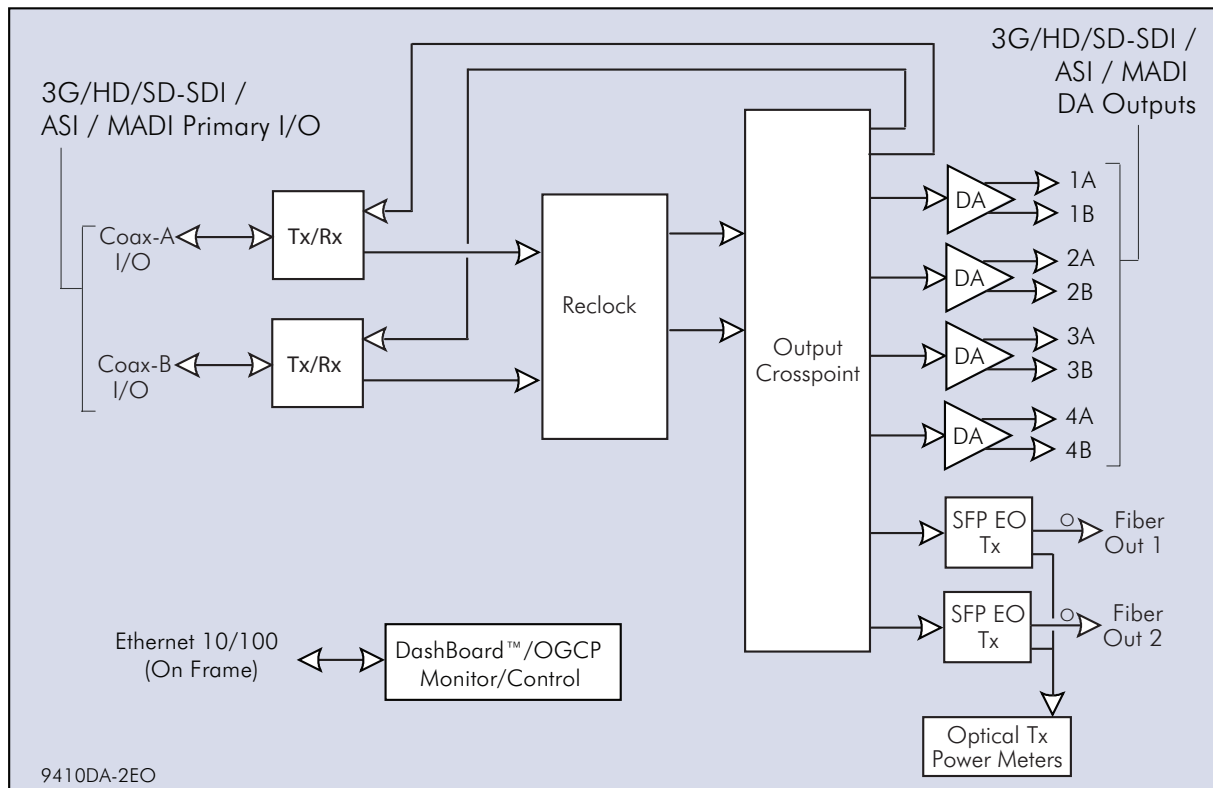 3G/HD/SD-SDI /
ASI / MADI Primary I/O
3G/HD/SD-SDI /
ASI / MADI
DA Outputs
Coax-A
I/O
Tx/Rx
Coax-B
I/O
Tx/Rx
Reclock
Output
Crosspoint
DA
1A
1B
DA
2A
2B
DA
3A
3B
DA
4A
4B
SFP EO
Tx
Fiber
Out 1
SFP EO
Tx
Fiber
Out 2
Optical Tx
Power Meters
Ethernet 10/100
(On Frame)
DashBoard™/OGCP
Monitor/Control
9410DA-2EO